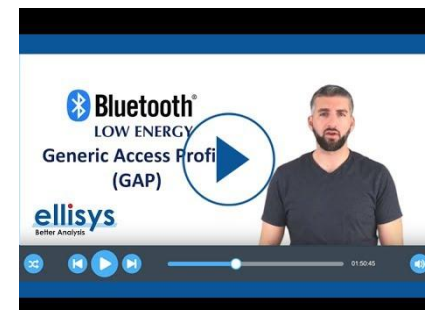 Bluetooth®
LOW ENERGY
Generic Access Profi
(GAP)
ellisys
Better Analysis
01:50:45